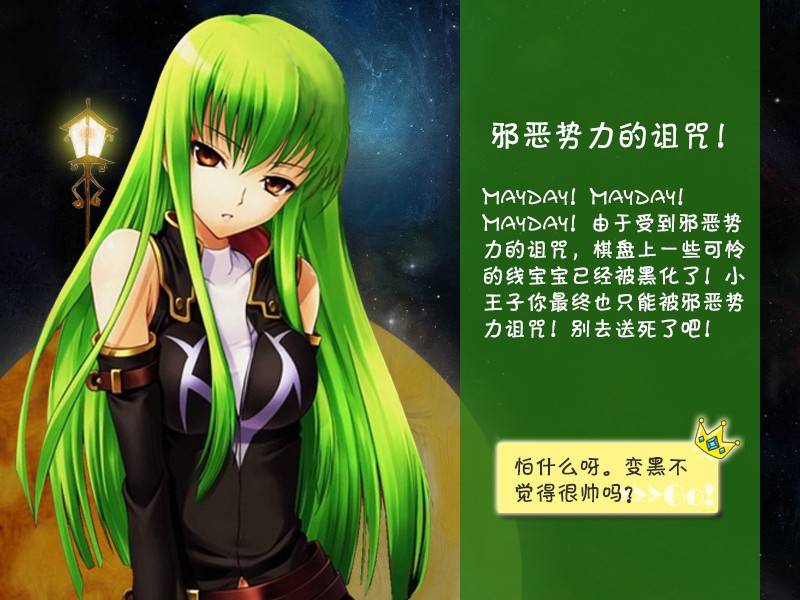 邪恶势力的诅咒！
MAYDAY！ MAYDAY！
MAYDAY！由于受到邪恶势
力的诅咒，棋盘上一些可怜
的线宝宝已经被黑化了！小
王子你最终也只能被邪恶势
力诅咒！别去送死了吧！
怕什么呀。变黑不
觉得很帅吗？>>Go!